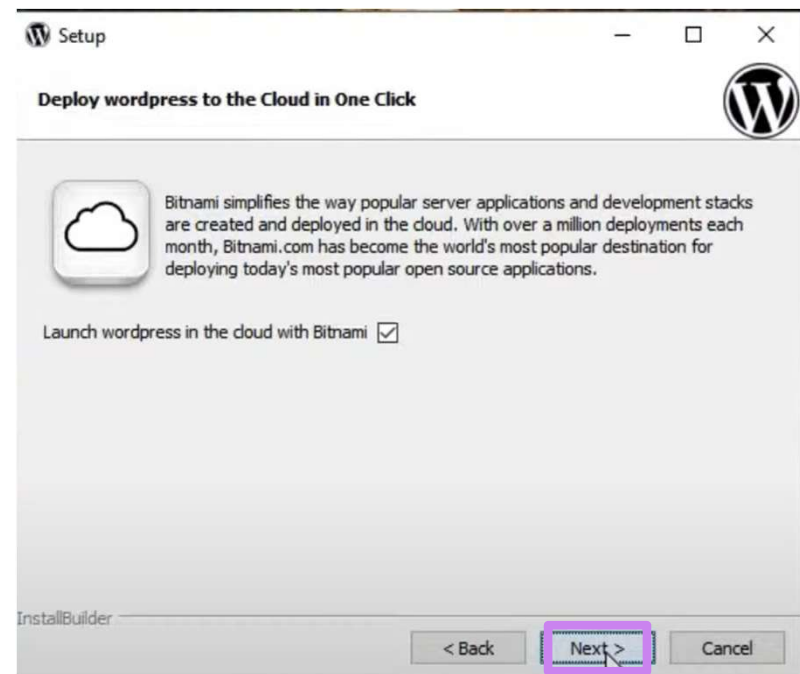 Setup
Deploy wordpress to the Cloud in One Click
Bitnami simplifies the way popular server applications and development stacks
are created and deployed in the cloud. With over a million deployments each
month, Bitnami.com has become the world's most popular destination for
deploying today's most popular open source applications.
Launch wordpress in the cloud with Bitnami
InstallBuilder
< Back
Next >
Cancel